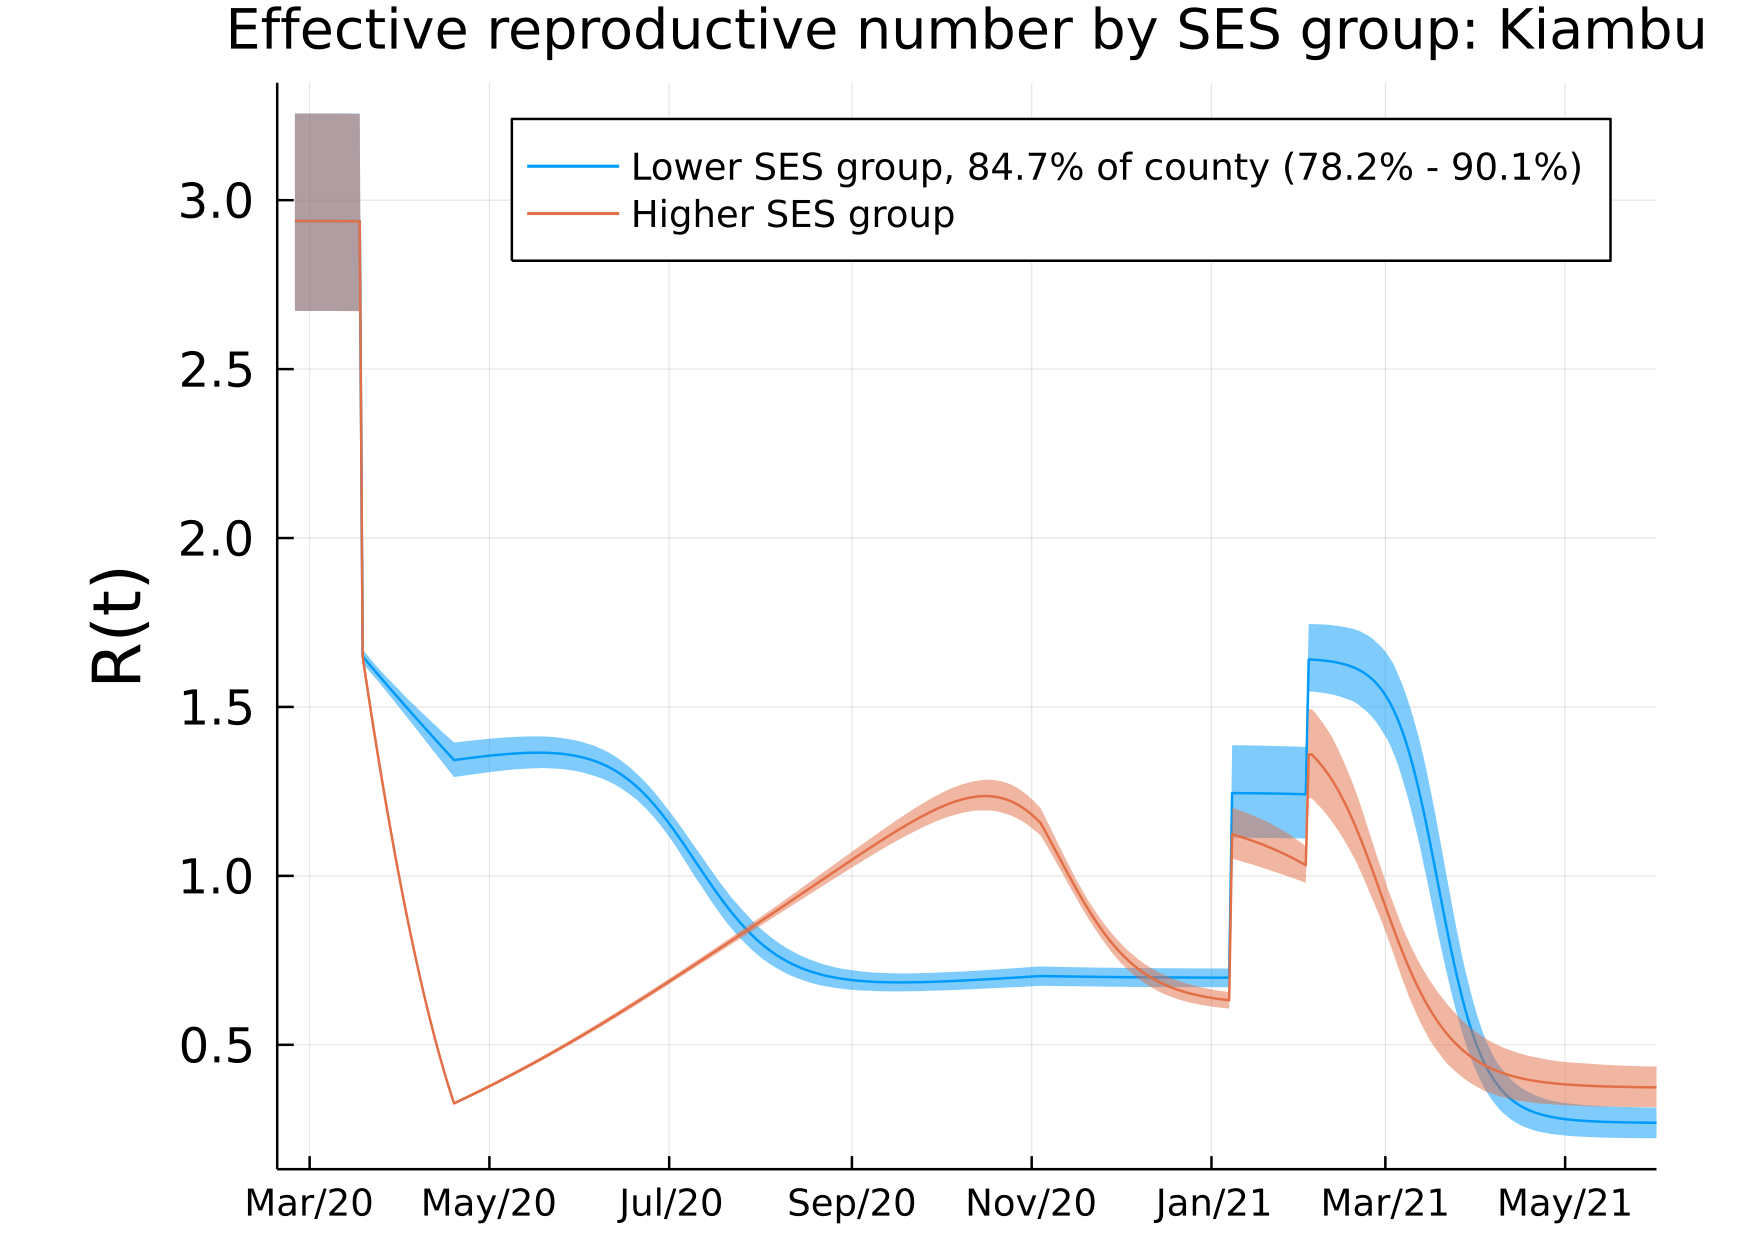 Effective reproductive number by SES group: Kiambu
Lower SES group, 84.7% of county (78.2% - 90.1%)
Higher SES group
R(t)
3.0
2.5
2.0
1.5
1.0
0.5
Mar/20 May/20 Jul/20 Sep/20 Nov/20 Jan/21 Mar/21 May/21